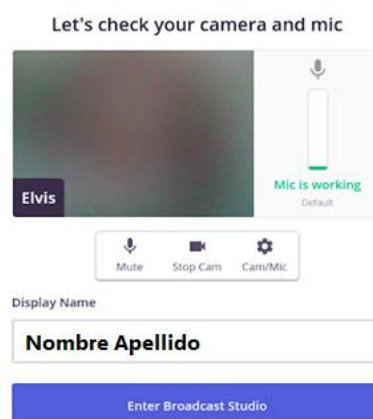 Let's check your camera and mic
Elvis
Mic is working
Default
Mute Stop Cam Cam/Mic
Display Name
Nombre Apellido
Enter Broadcast Studio